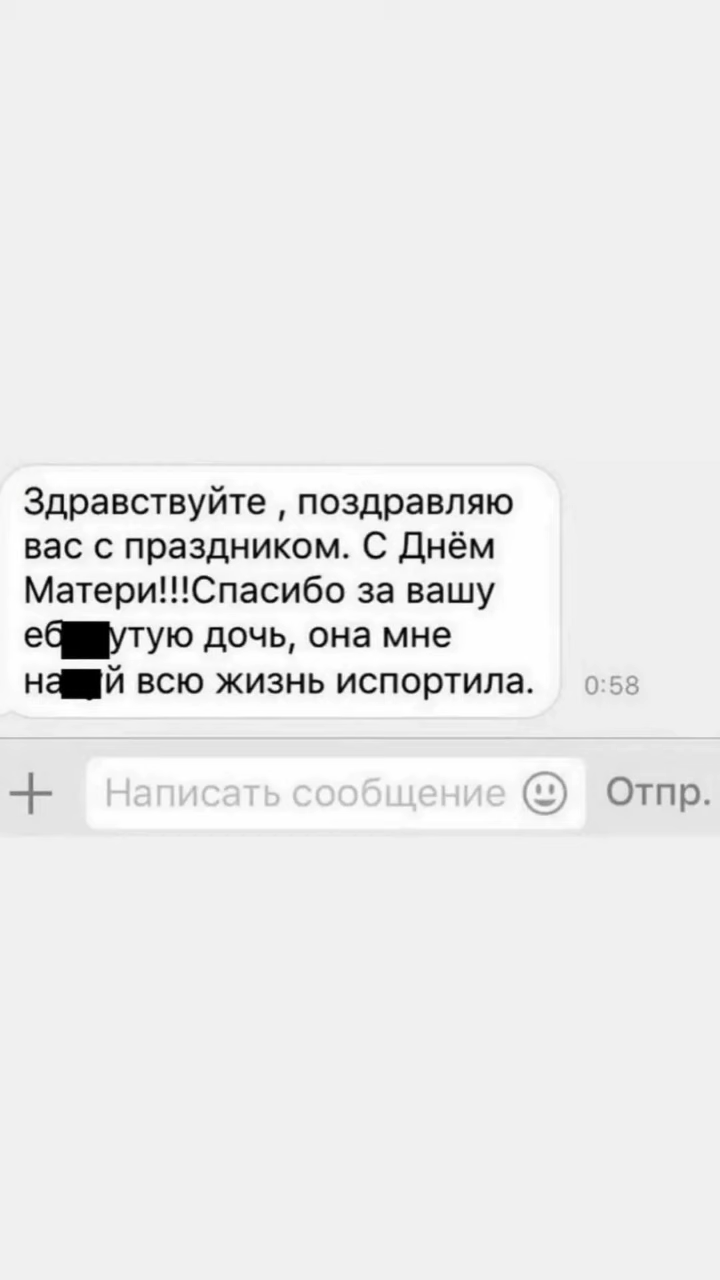 Здравствуйте , поздравляю
вас с праздником. С Днём
Матери!!!Спасибо за вашу
дочь, она мне
всю жизнь испортила.
0:58
Написать сообщение
Отпр.